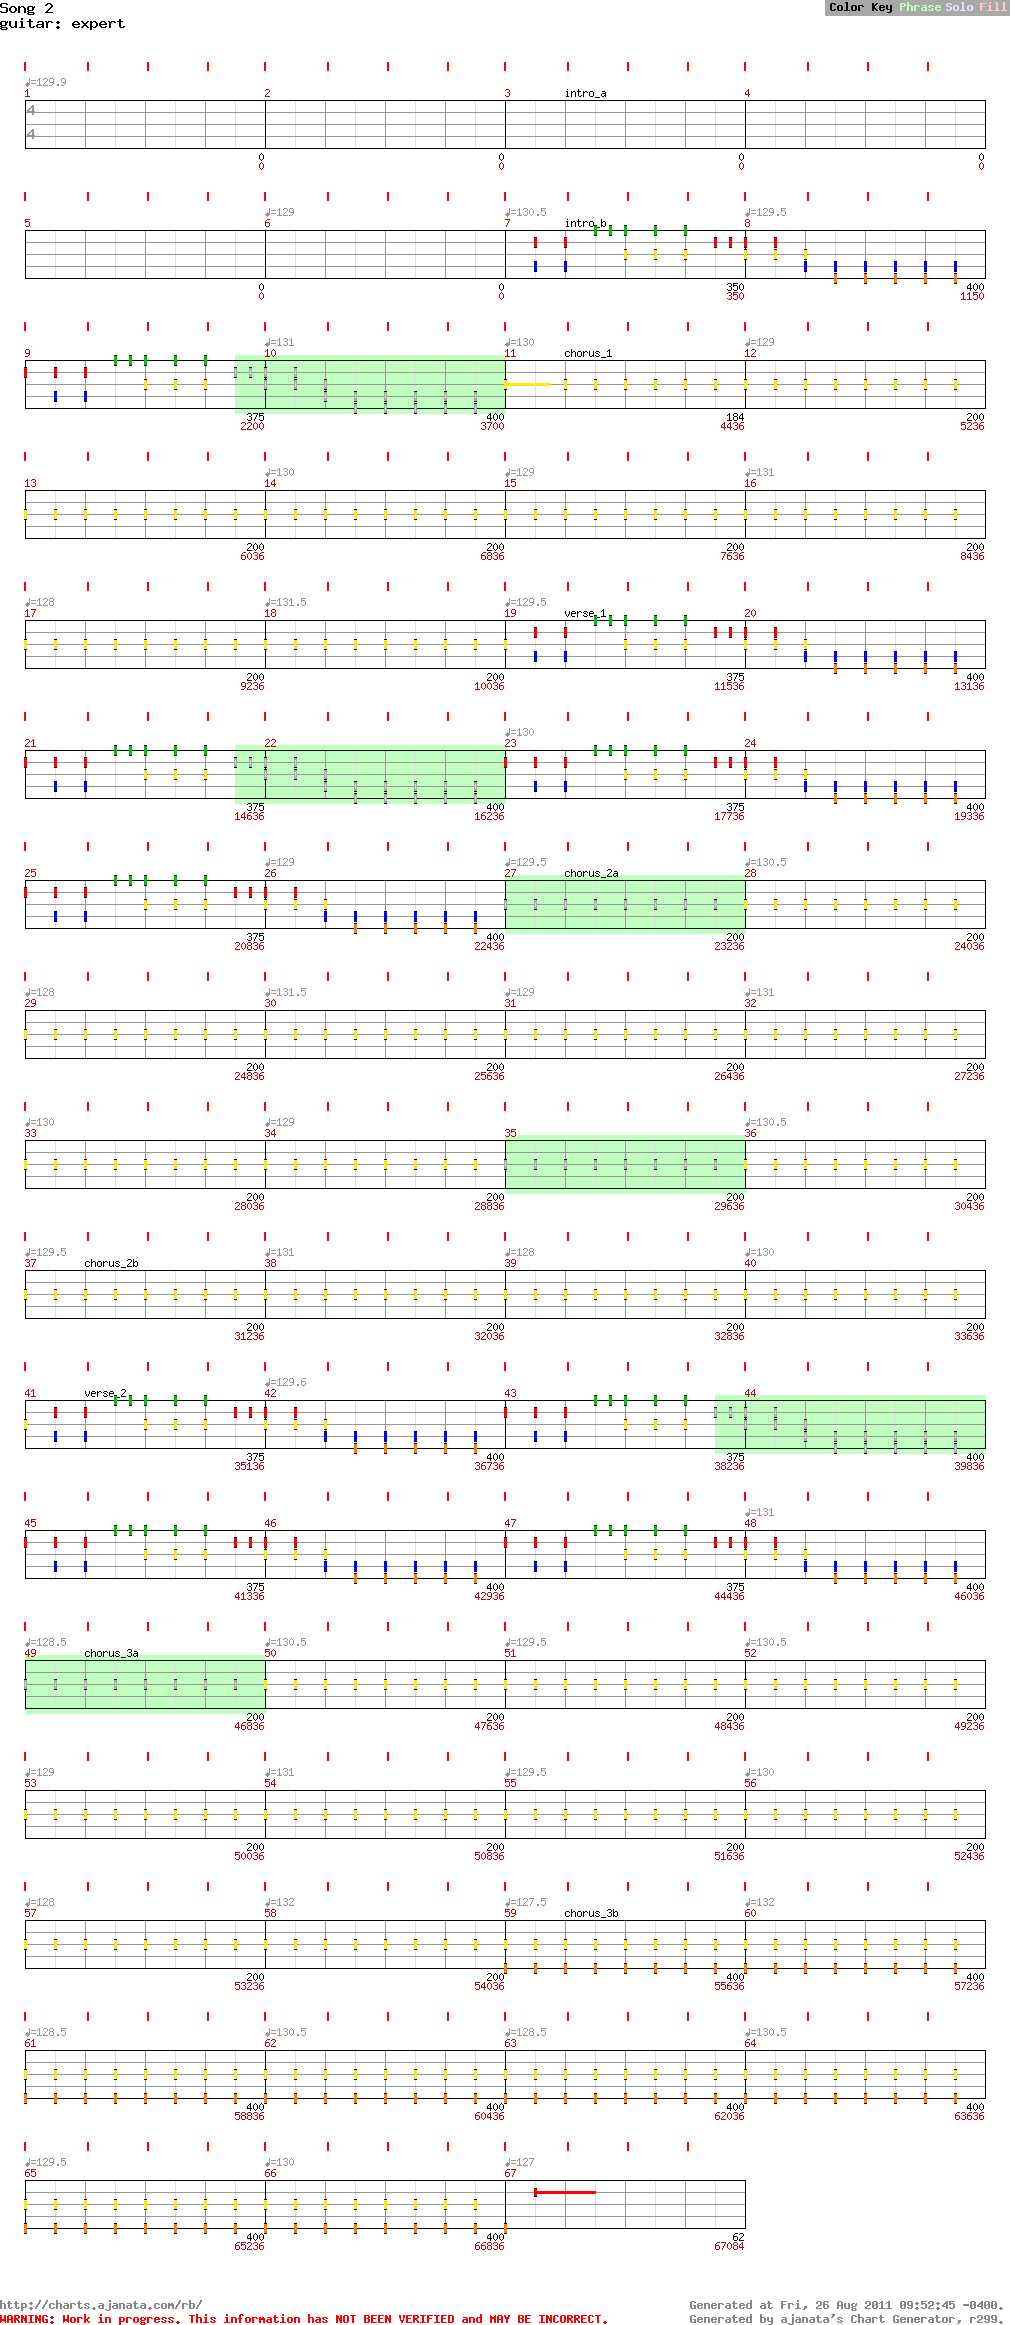 Song 2
Color Key Phrase Solo Fill
guitar: expert
♩=129.9
1 2 3 intro_a 4
4
4
0 0 0 0
0 0 0 0
♩=129 ♩=130.5 ♩=129.5
5 6 7 intro_b 8
0 0 350 400
0 0 350 1150
♩=131 ♩=130 ♩=129
9 10 11 chorus_1 12
375 400 184 200
2200 3700 4436 5236
♩=130 ♩=129 ♩=131
13 14 15 16
200 200 200 200
6036 6836 7636 8436
♩=128 ♩=131.5 ♩=129.5
17 18 19 verse_1 20
200 200 375 400
9236 10036 11536 13136
♩=130
21 22 23 24
375 400 375 400
14636 16236 17736 19336
♩=129 ♩=129.5 ♩=130.5
25 26 27 chorus_2a 28
375 400 200 200
20836 22436 23236 24036
♩=128 ♩=131.5 ♩=129 ♩=131
29 30 31 32
200 200 200 200
24836 25636 26436 27236
♩=130 ♩=129 ♩=130.5
33 34 35 36
200 200 200 200
28036 28836 29636 30436
♩=129.5 ♩=131 ♩=128 ♩=130
37 chorus_2b 38 39 40
200 200 200 200
31236 32036 32836 33636
♩=129.6
41 verse_2 42 43 44
375 400 375 400
35136 36736 38236 39836
♩=131
45 46 47 48
375 400 375 400
41336 42936 44436 46036
♩=128.5 ♩=130.5 ♩=129.5 ♩=130.5
49 chorus_3a 50 51 52
200 200 200 200
46836 47636 48436 49236
♩=129 ♩=131 ♩=129.5 ♩=130
53 54 55 56
200 200 200 200
50036 50836 51636 52436
♩=128 ♩=132 ♩=127.5 ♩=132
57 58 59 chorus_3b 60
200 200 400 400
53236 54036 55636 57236
♩=128.5 ♩=130.5 ♩=128.5 ♩=130.5
61 62 63 64
400 400 400 400
58836 60436 62036 63636
♩=129.5 ♩=130 ♩=127
65 66 67
400 400 62
65236 66836 67084
http://charts.ajanata.com/rb/ Generated at Fri, 26 Aug 2011 09:52:45 -0400.
WARNING: Work in progress. This information has NOT BEEN VERIFIED and MAY BE INCORRECT. Generated by ajanata's Chart Generator, r299.